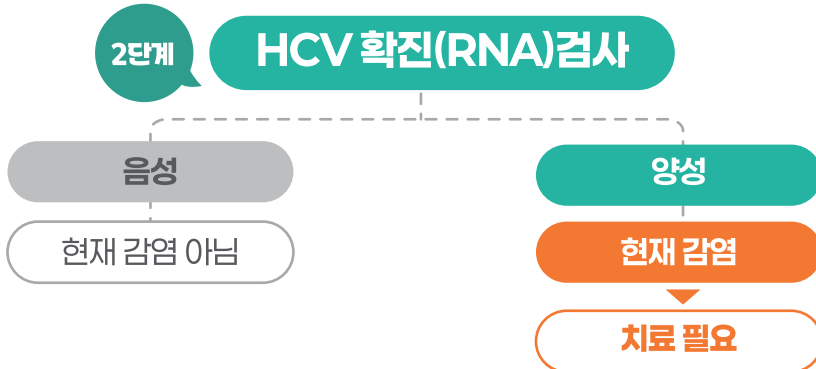 2단계
HCV 확진(RNA)검사
음성
현재 감염 아님
양성
현재 감염
치료 필요